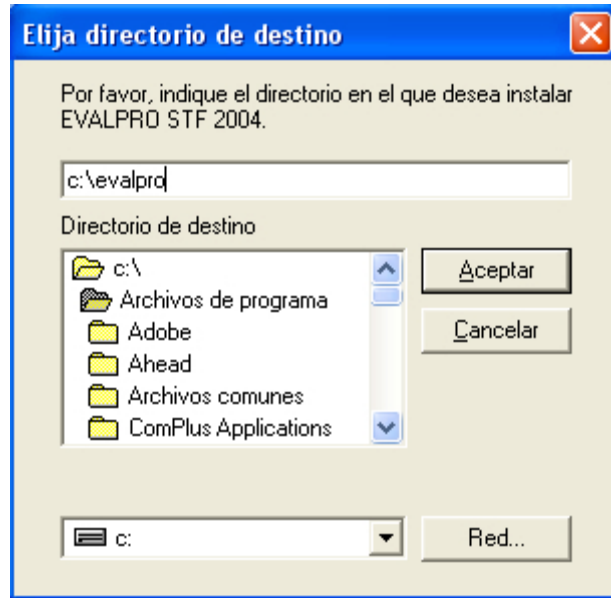 Elija directorio de destino
Por favor, indique el directorio en el que desea instalar
EVALPRO STF 2004.
c:\evalpro
Directorio de destino
c:\
Archivos de programa
Adobe
Ahead
Archivos comunes
ComPlus Applications
Aceptar
Cancelar
c:
Red...